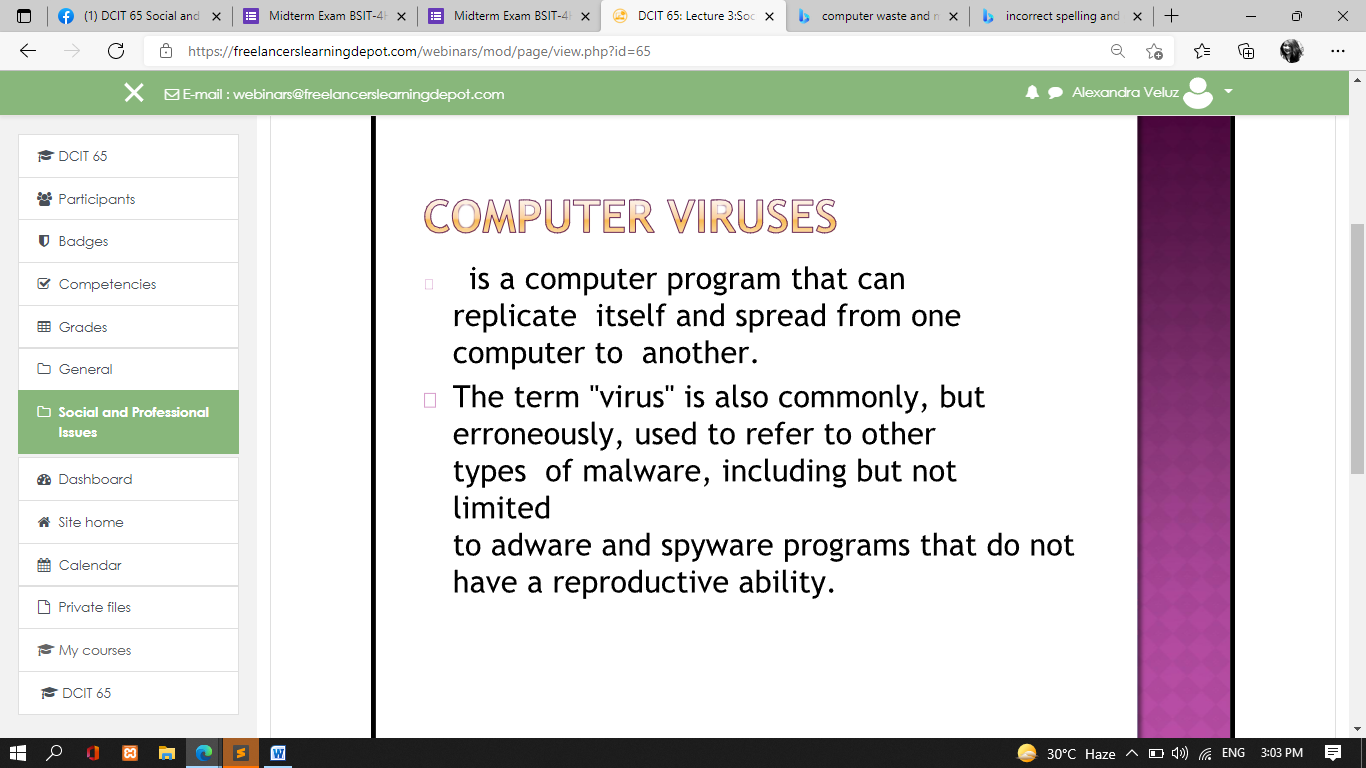 (1) DCIT 65 Social and
Midterm Exam BSIT-4
Midterm Exam BSIT-4
DCIT 65: Lecture 3:Soc
computer waste and
incorrect spelling and
https://freelancerslearningdepot.com/webinars/mod/page/view.php?id=65
E-mail : webinars@freelancerslearningdepot.com
Alexandra Veluz
DCIT 65
Participants
Badges
Competencies
Grades
General
Social and Professional
Issues
Dashboard
Site home
Calendar
Private files
My courses
DCIT 65
COMPUTER VIRUSES
is a computer program that can
replicate itself and spread from one
computer to another.
The term "virus" is also commonly, but
erroneously, used to refer to other
types of malware, including but not
limited
to adware and spyware programs that do not
have a reproductive ability.
30°C Haze
ENG
3:03 PM